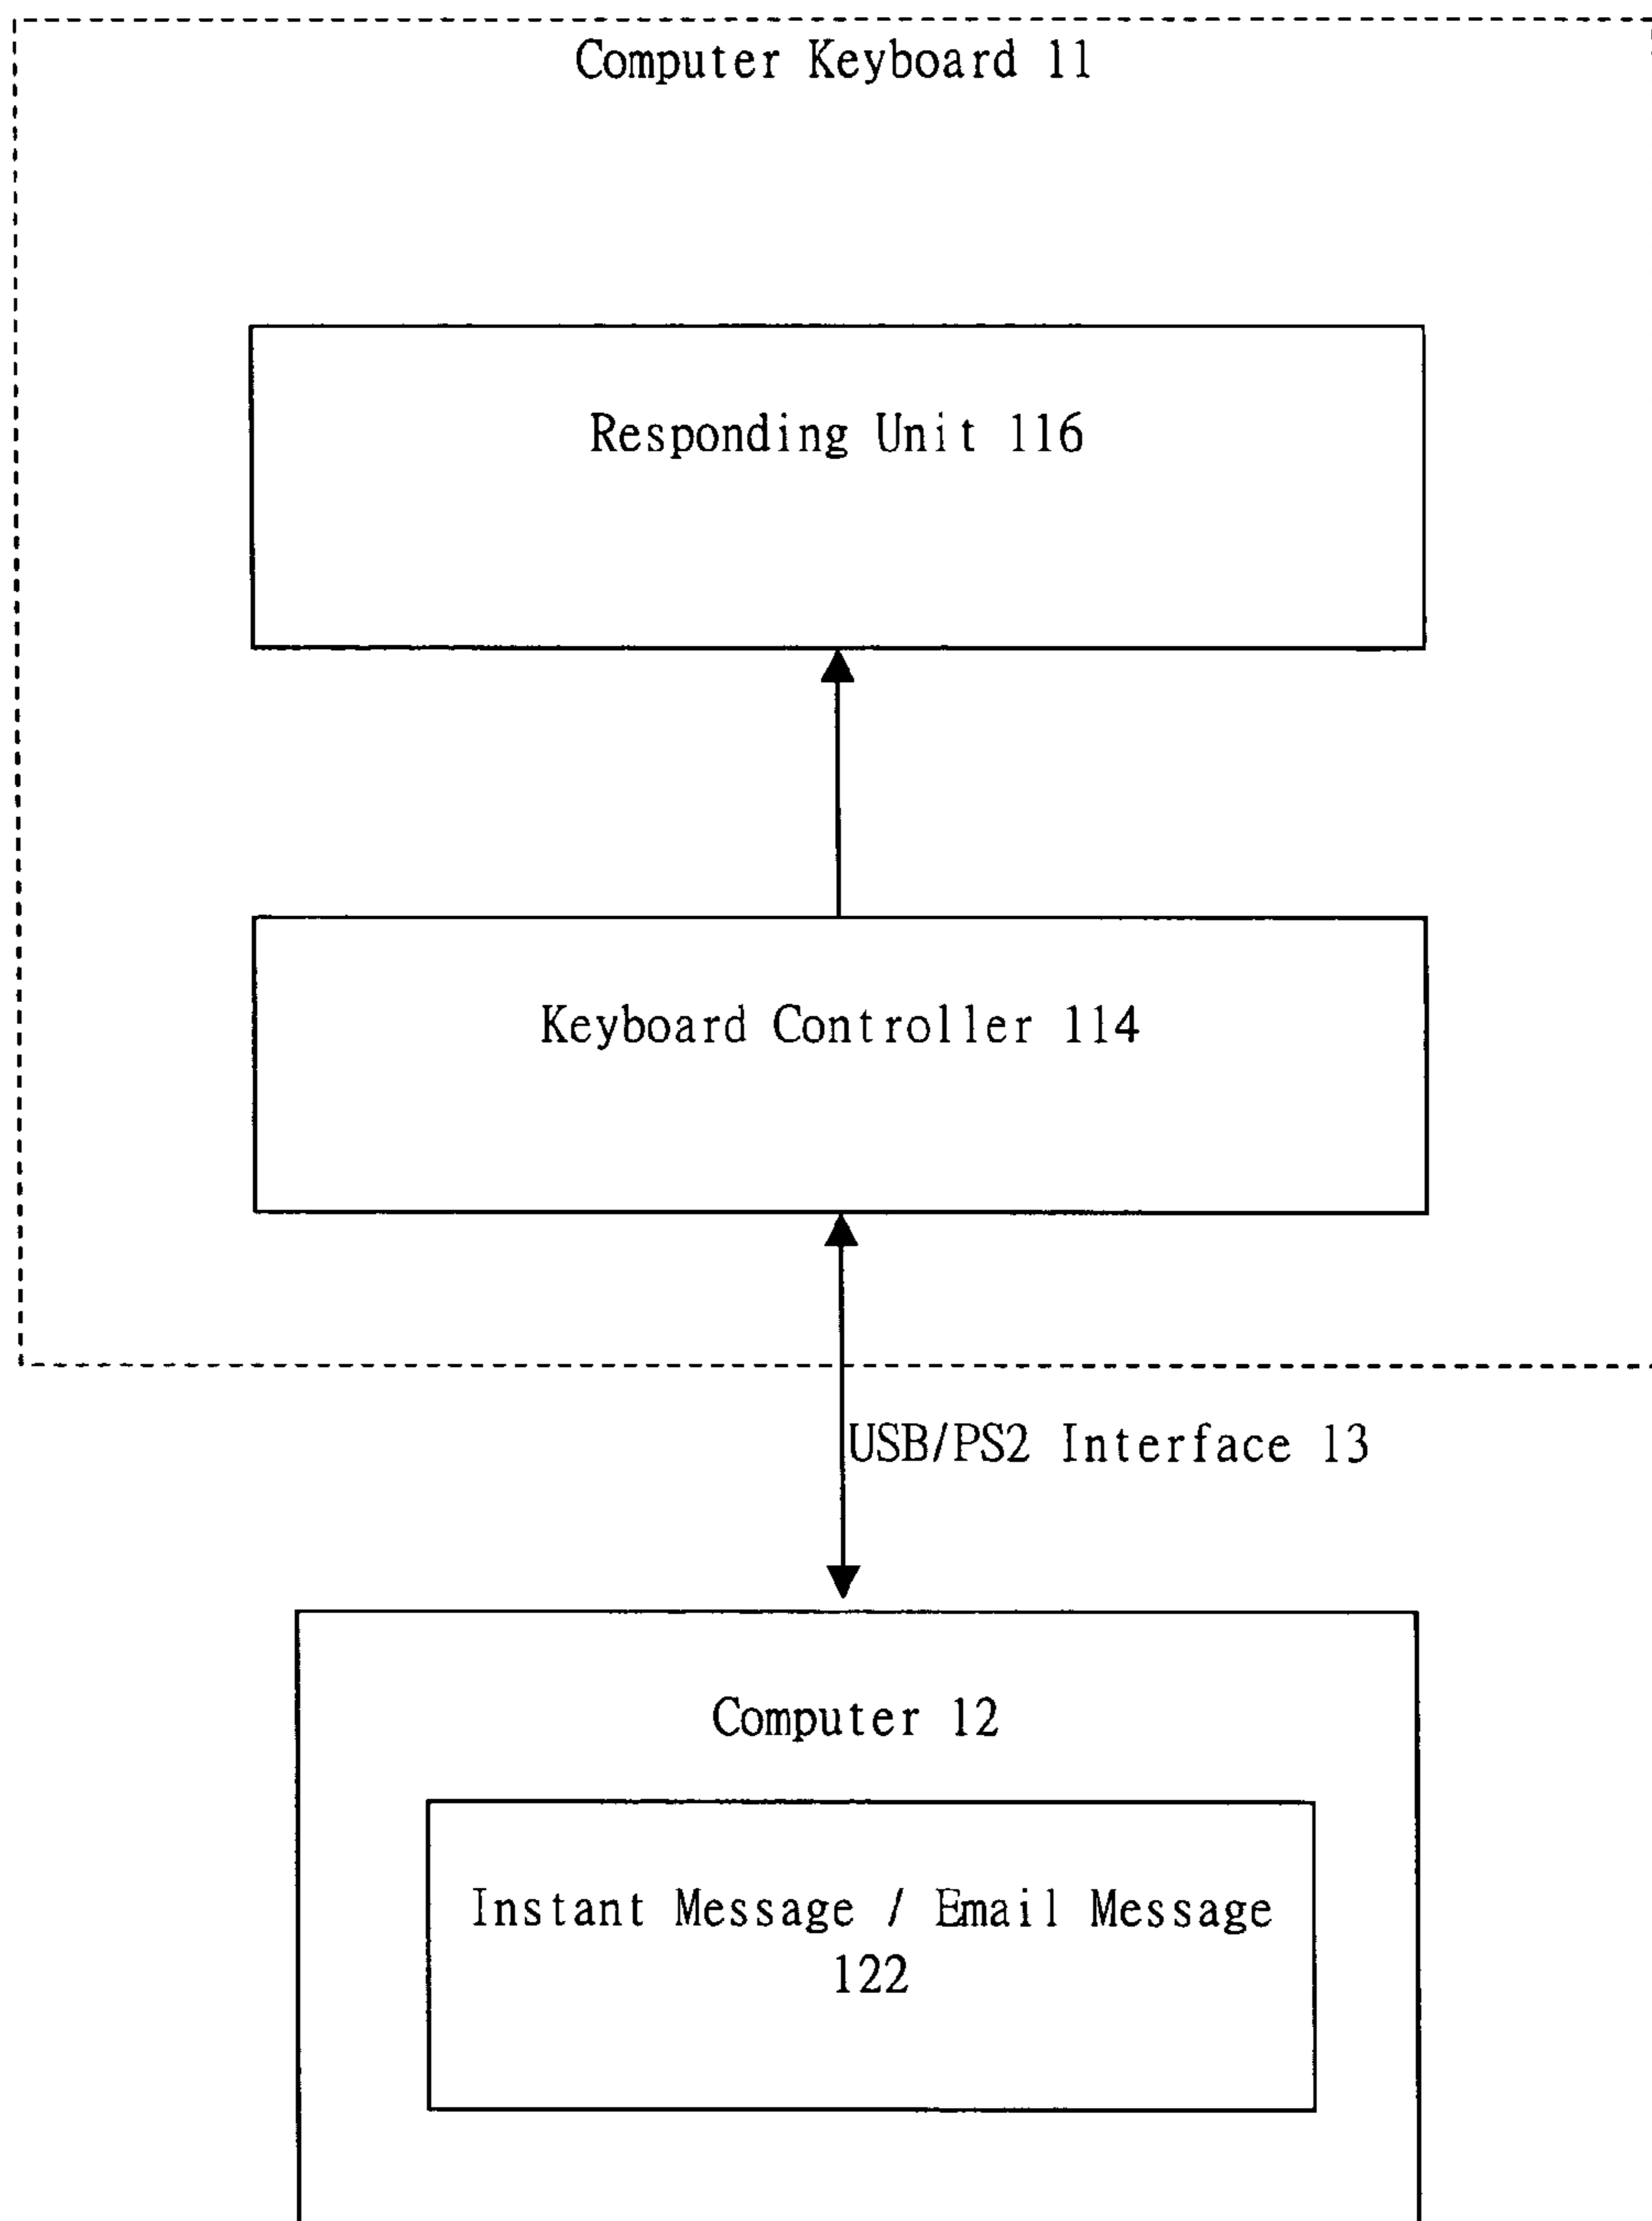 Computer Keyboard 11
Responding Unit 116
Keyboard Controller 114
USB/PS2 Interface 13
Computer 12
Instant Message / Email Message
122